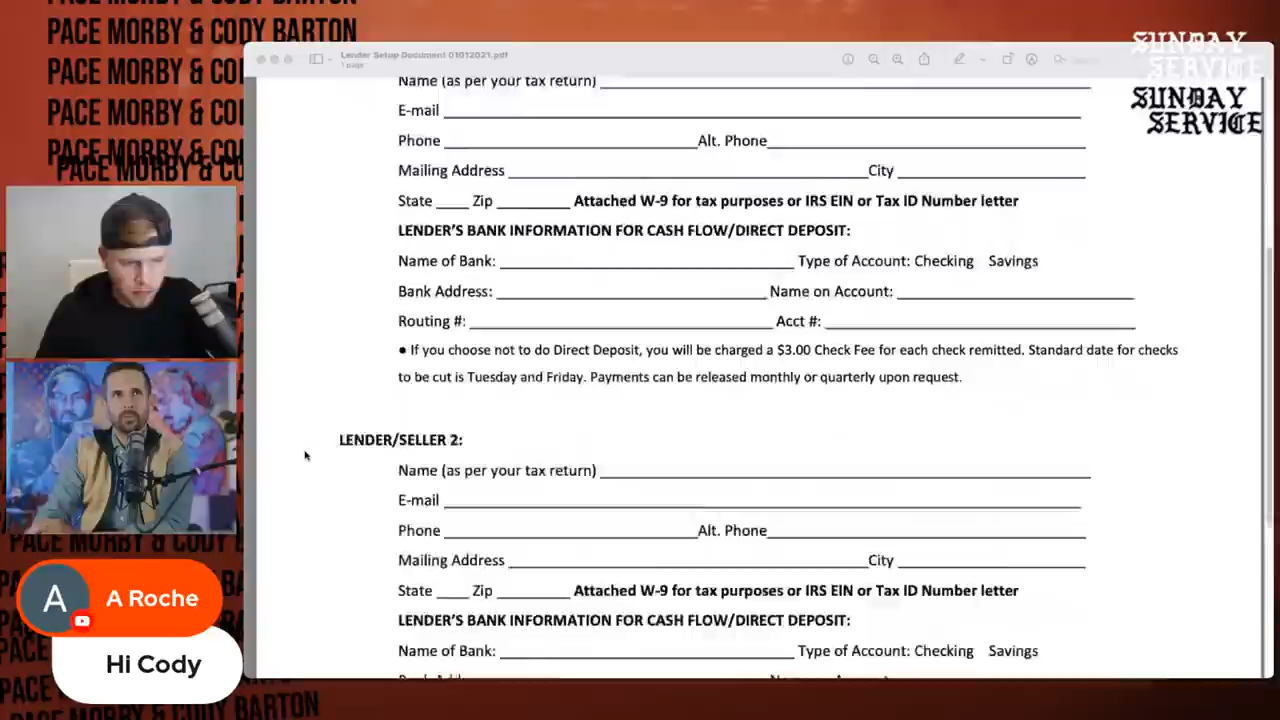 PACE MORBY & CODY BARTON
PACE MORBY & CO
PACE MORBY & CO
PACE MORBY & CO
PACE MORBY & CO
SUNDAY
SERVICE
SUNDAY
SERVICE
Lender Setup Document 01012021.pdf
1 page
Name (as per your tax return)
E-mail
Phone Alt. Phone
Mailing Address City
State Zip Attached W-9 for tax purposes or IRS EIN or Tax ID Number letter
LENDER'S BANK INFORMATION FOR CASH FLOW/DIRECT DEPOSIT:
Name of Bank: Type of Account: Checking Savings
Bank Address: Name on Account:
Routing #: Acct #:
● If you choose not to do Direct Deposit, you will be charged a $3.00 Check Fee for each check remitted. Standard date for checks
to be cut is Tuesday and Friday. Payments can be released monthly or quarterly upon request.
LENDER/SELLER 2:
Name (as per your tax return)
E-mail
Phone Alt. Phone
Mailing Address City
State Zip Attached W-9 for tax purposes or IRS EIN or Tax ID Number letter
LENDER'S BANK INFORMATION FOR CASH FLOW/DIRECT DEPOSIT:
Name of Bank: Type of Account: Checking Savings
A
A Roche
Hi Cody